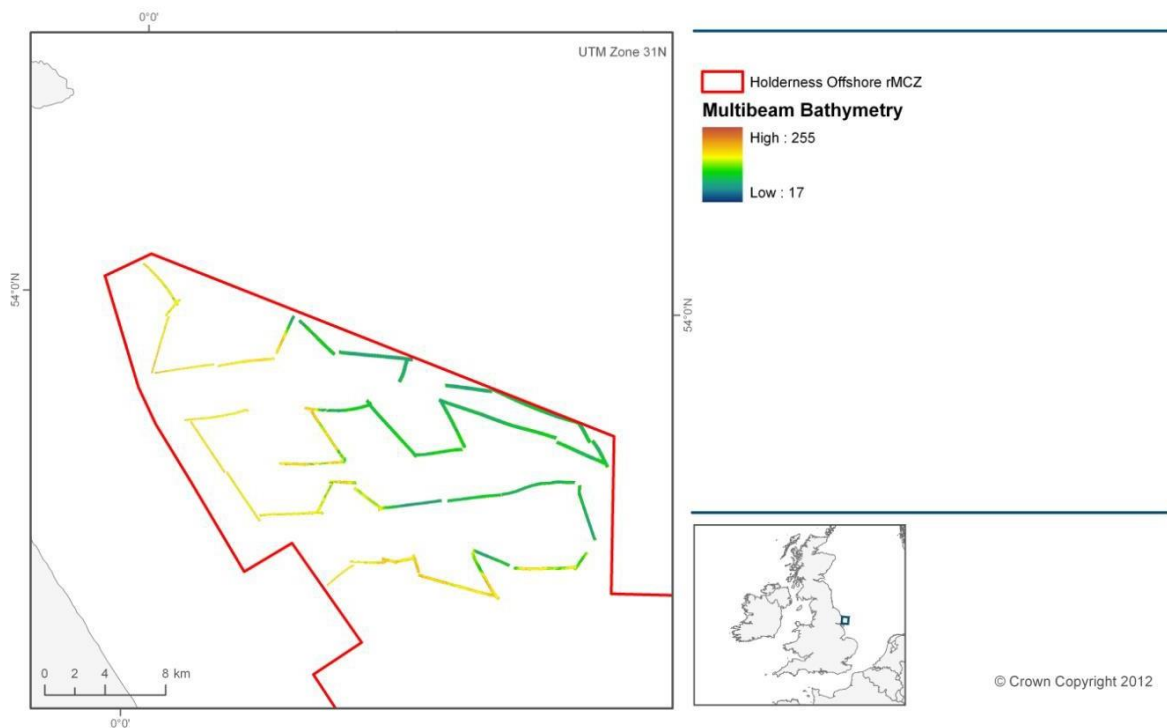 0°0'
UTM Zone 31N
54°0'N
54°0'N
0 2 4 8 km
0°0'
Holderness Offshore rMCZ
Multibeam Bathymetry
High : 255
Low : 17
© Crown Copyright 2012